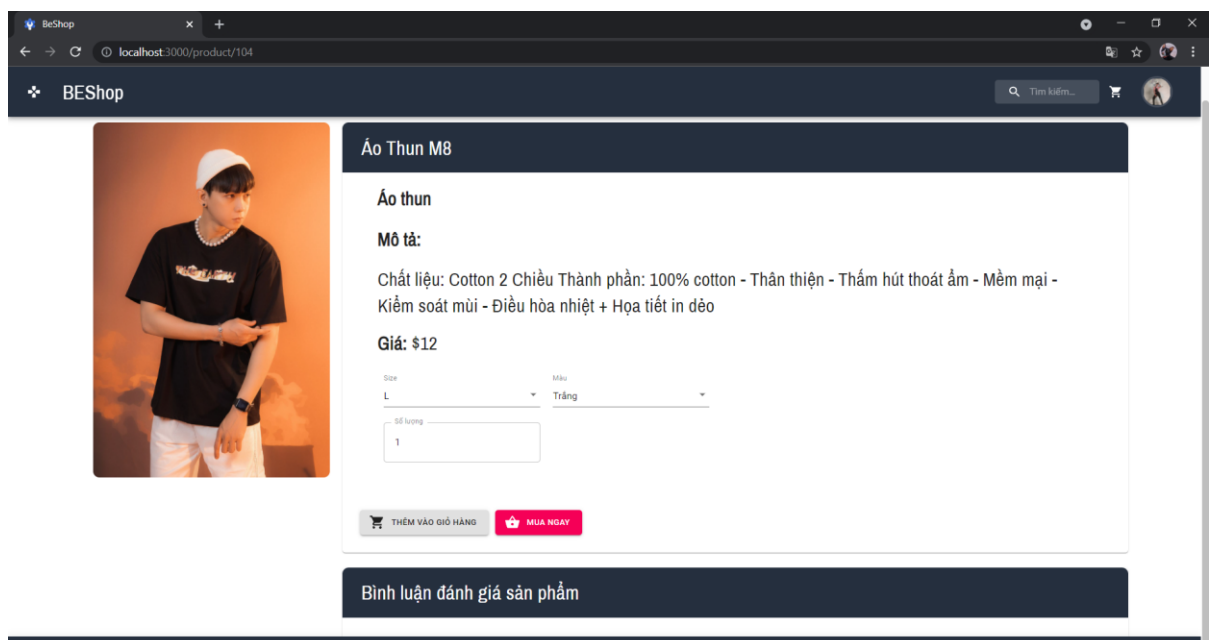 BeShop
localhost:3000/product/104
BEShop
Tìm kiếm...
Áo Thun M8
Áo thun
Mô tả:
Chất liệu: Cotton 2 Chiều Thành phần: 100% cotton - Thân thiện - Thấm hút thoát ẩm - Mềm mại -
Kiểm soát mùi - Điều hòa nhiệt + Họa tiết in dẻo
Giá: $12
Size
Màu
L
Trắng
Số lượng
1
THÊM VÀO GIỎ HÀNG
MUA NGAY
Bình luận đánh giá sản phẩm